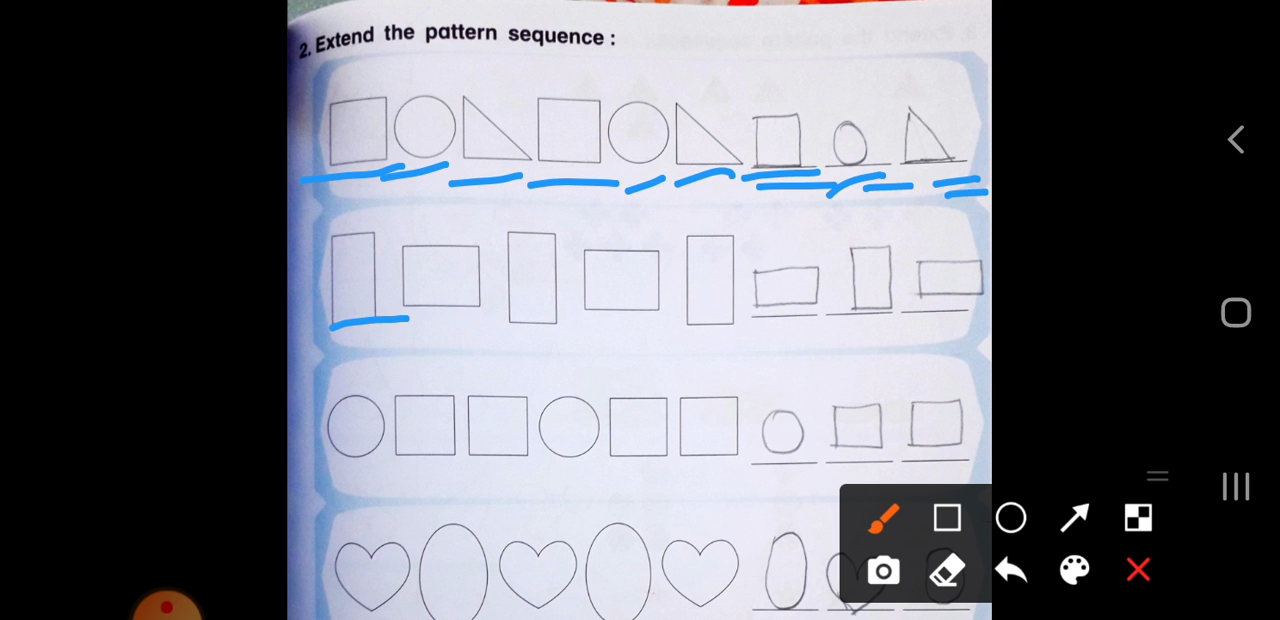 2. Extend the pattern sequence :